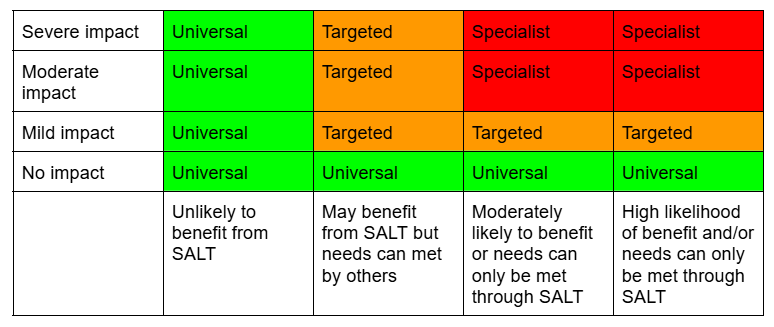 Severe impact Universal Targeted Specialist Specialist
Moderate impact Universal Targeted Specialist Specialist
Mild impact Universal Targeted Targeted Targeted
No impact Universal Universal Universal Universal
Unlikely to
benefit from
SALT
May benefit
from SALT but
needs can met
by others
Moderately
likely to benefit
or needs can
only be met
through SALT
High likelihood
of benefit and/or
needs can only
be met through
SALT